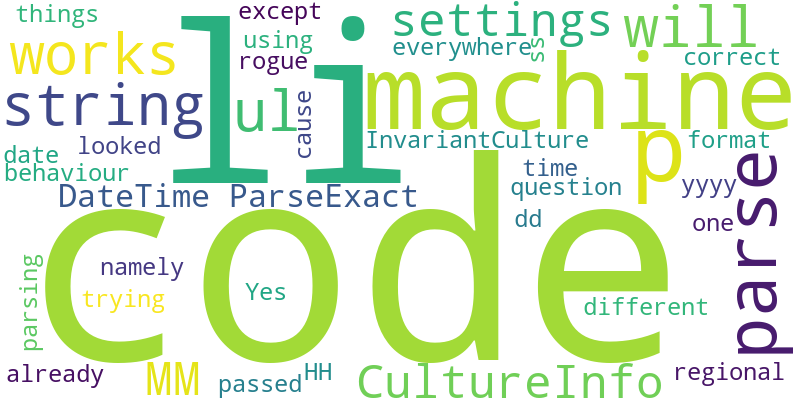 things
except
settings
will
li
using
everywhere
ss
works
rogue
correct
machine
string
ul
cause
looked
InvariantCulture
p
format
date
behaviour
time
parse
DateTime ParseExact
question
yyyy
dd
one
code
parsing
namely
Yes
trying
different
already
MM
passed
HH
CultureInfo
regional